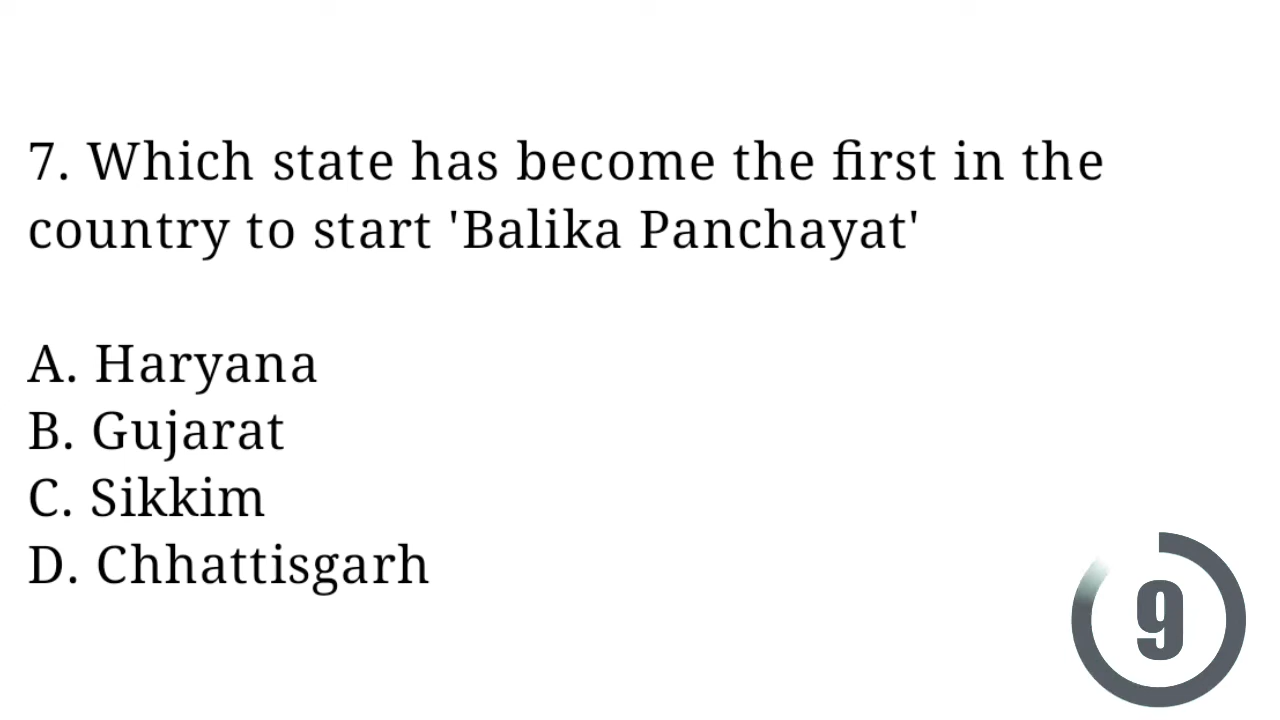 7. Which state has become the first in the
country to start 'Balika Panchayat'
A. Haryana
B. Gujarat
C. Sikkim
D. Chhattisgarh
9